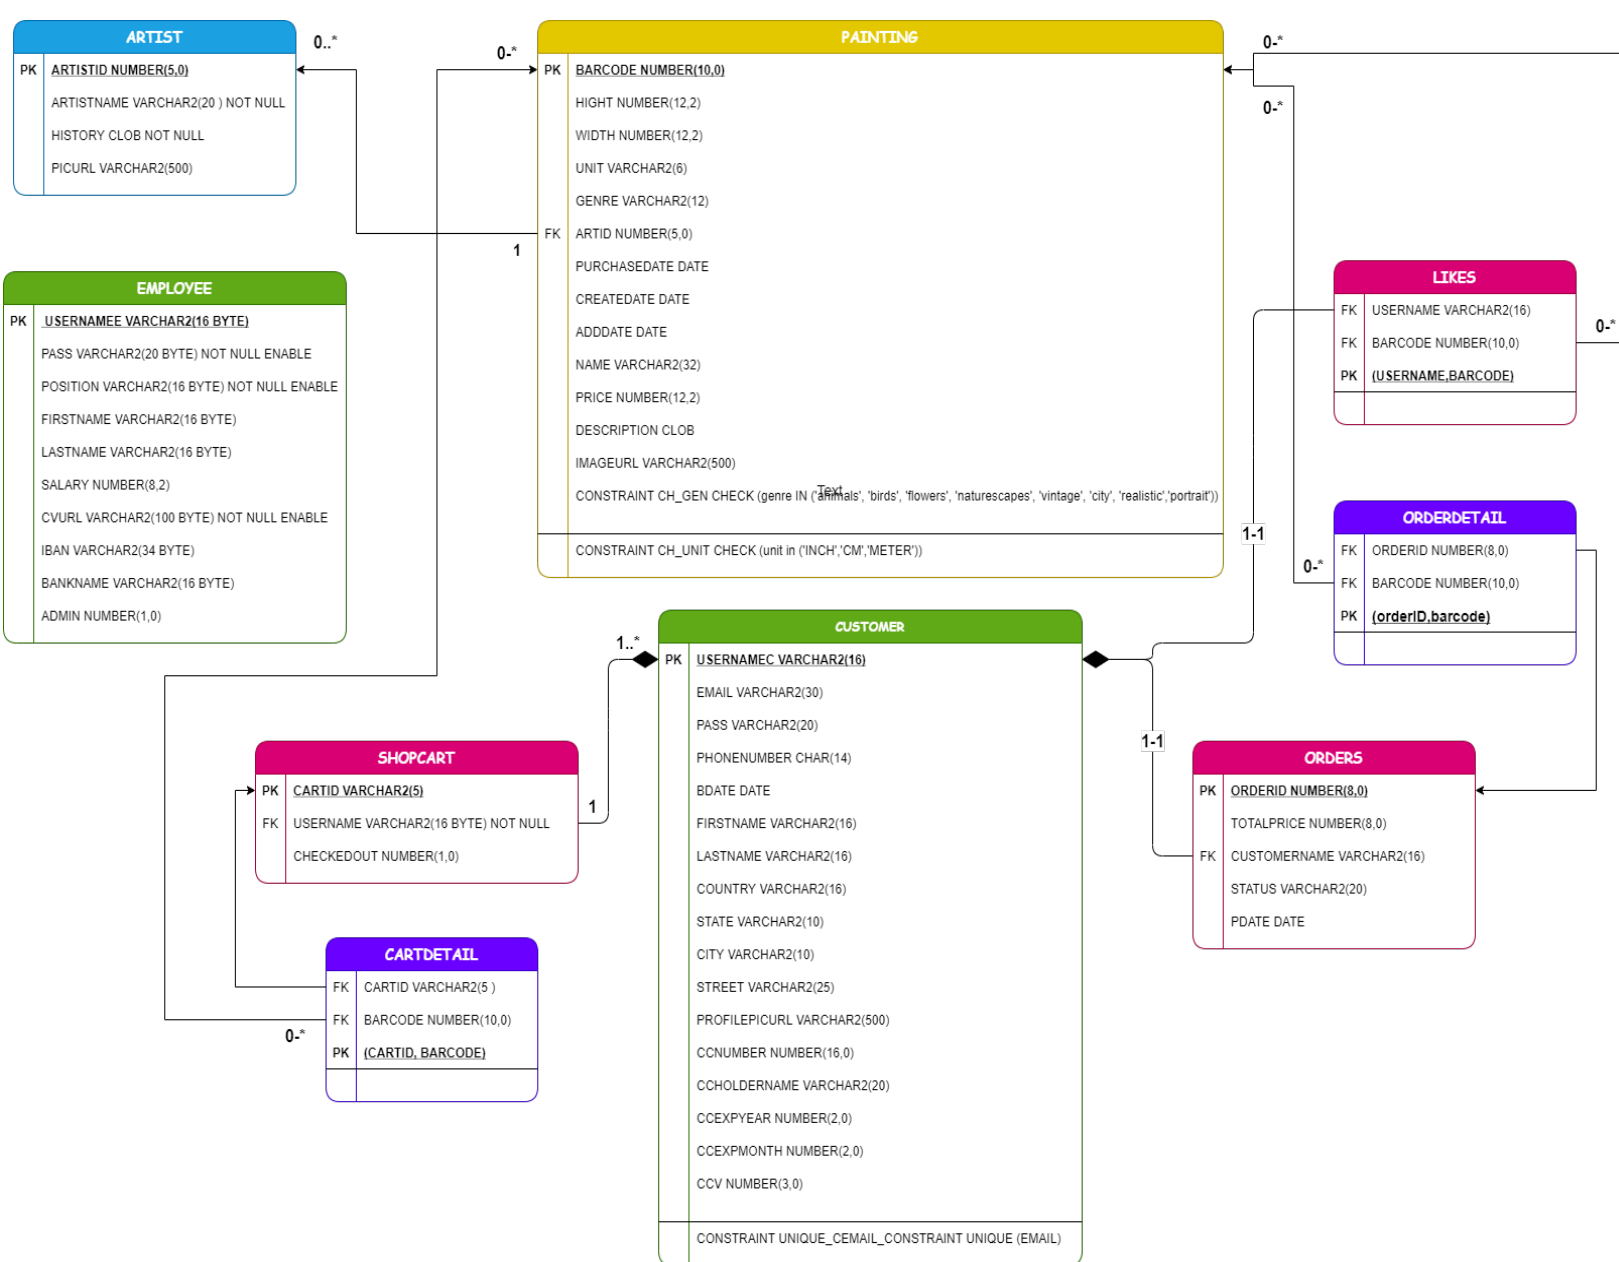 ARTIST
PK ARTISTID NUMBER(5,0)
ARTISTNAME VARCHAR2(20 ) NOT NULL
HISTORY CLOB NOT NULL
PICURL VARCHAR2(500)
0..*
0-*
PAINTING
PK BARCODE NUMBER(10,0)
HIGHT NUMBER(12,2)
WIDTH NUMBER(12,2)
UNIT VARCHAR2(6)
GENRE VARCHAR2(12)
FK ARTID NUMBER(5,0)
PURCHASEDATE DATE
CREATEDATE DATE
ADDDATE DATE
NAME VARCHAR2(32)
PRICE NUMBER(12,2)
DESCRIPTION CLOB
IMAGEURL VARCHAR2(500)
Text
CONSTRAINT CH_GEN CHECK (genre IN ('animals', 'birds', 'flowers', 'naturescapes', 'vintage', 'city', 'realistic','portrait'))
CONSTRAINT CH_UNIT CHECK (unit in ('INCH','CM','METER'))
1
0-*
0-*
EMPLOYEE
PK USERNAMEE VARCHAR2(16 BYTE)
PASS VARCHAR2(20 BYTE) NOT NULL ENABLE
POSITION VARCHAR2(16 BYTE) NOT NULL ENABLE
FIRSTNAME VARCHAR2(16 BYTE)
LASTNAME VARCHAR2(16 BYTE)
SALARY NUMBER(8,2)
CVURL VARCHAR2(100 BYTE) NOT NULL ENABLE
IBAN VARCHAR2(34 BYTE)
BANKNAME VARCHAR2(16 BYTE)
ADMIN NUMBER(1,0)
LIKES
FK USERNAME VARCHAR2(16)
FK BARCODE NUMBER(10,0)
PK (USERNAME,BARCODE)
0-*
1-1
ORDERDETAIL
FK ORDERID NUMBER(8,0)
FK BARCODE NUMBER(10,0)
PK (orderID,barcode)
0-*
CUSTOMER
PK USERNAMEC VARCHAR2(16)
EMAIL VARCHAR2(30)
PASS VARCHAR2(20)
PHONENUMBER CHAR(14)
BDATE DATE
FIRSTNAME VARCHAR2(16)
LASTNAME VARCHAR2(16)
COUNTRY VARCHAR2(16)
STATE VARCHAR2(10)
CITY VARCHAR2(10)
STREET VARCHAR2(25)
PROFILEPICURL VARCHAR2(500)
CCNUMBER NUMBER(16,0)
CCHOLDERNAME VARCHAR2(20)
CCEXPYEAR NUMBER(2,0)
CCEXPMONTH NUMBER(2,0)
CCV NUMBER(3,0)
CONSTRAINT UNIQUE_CEMAIL_CONSTRAINT UNIQUE (EMAIL)
1..*
1
1-1
SHOPCART
PK CARTID VARCHAR2(5)
FK USERNAME VARCHAR2(16 BYTE) NOT NULL
CHECKEDOUT NUMBER(1,0)
ORDERS
PK ORDERID NUMBER(8,0)
TOTALPRICE NUMBER(8,0)
FK CUSTOMERNAME VARCHAR2(16)
STATUS VARCHAR2(20)
PDATE DATE
CARTDETAIL
FK CARTID VARCHAR2(5 )
FK BARCODE NUMBER(10,0)
PK (CARTID, BARCODE)
0-*